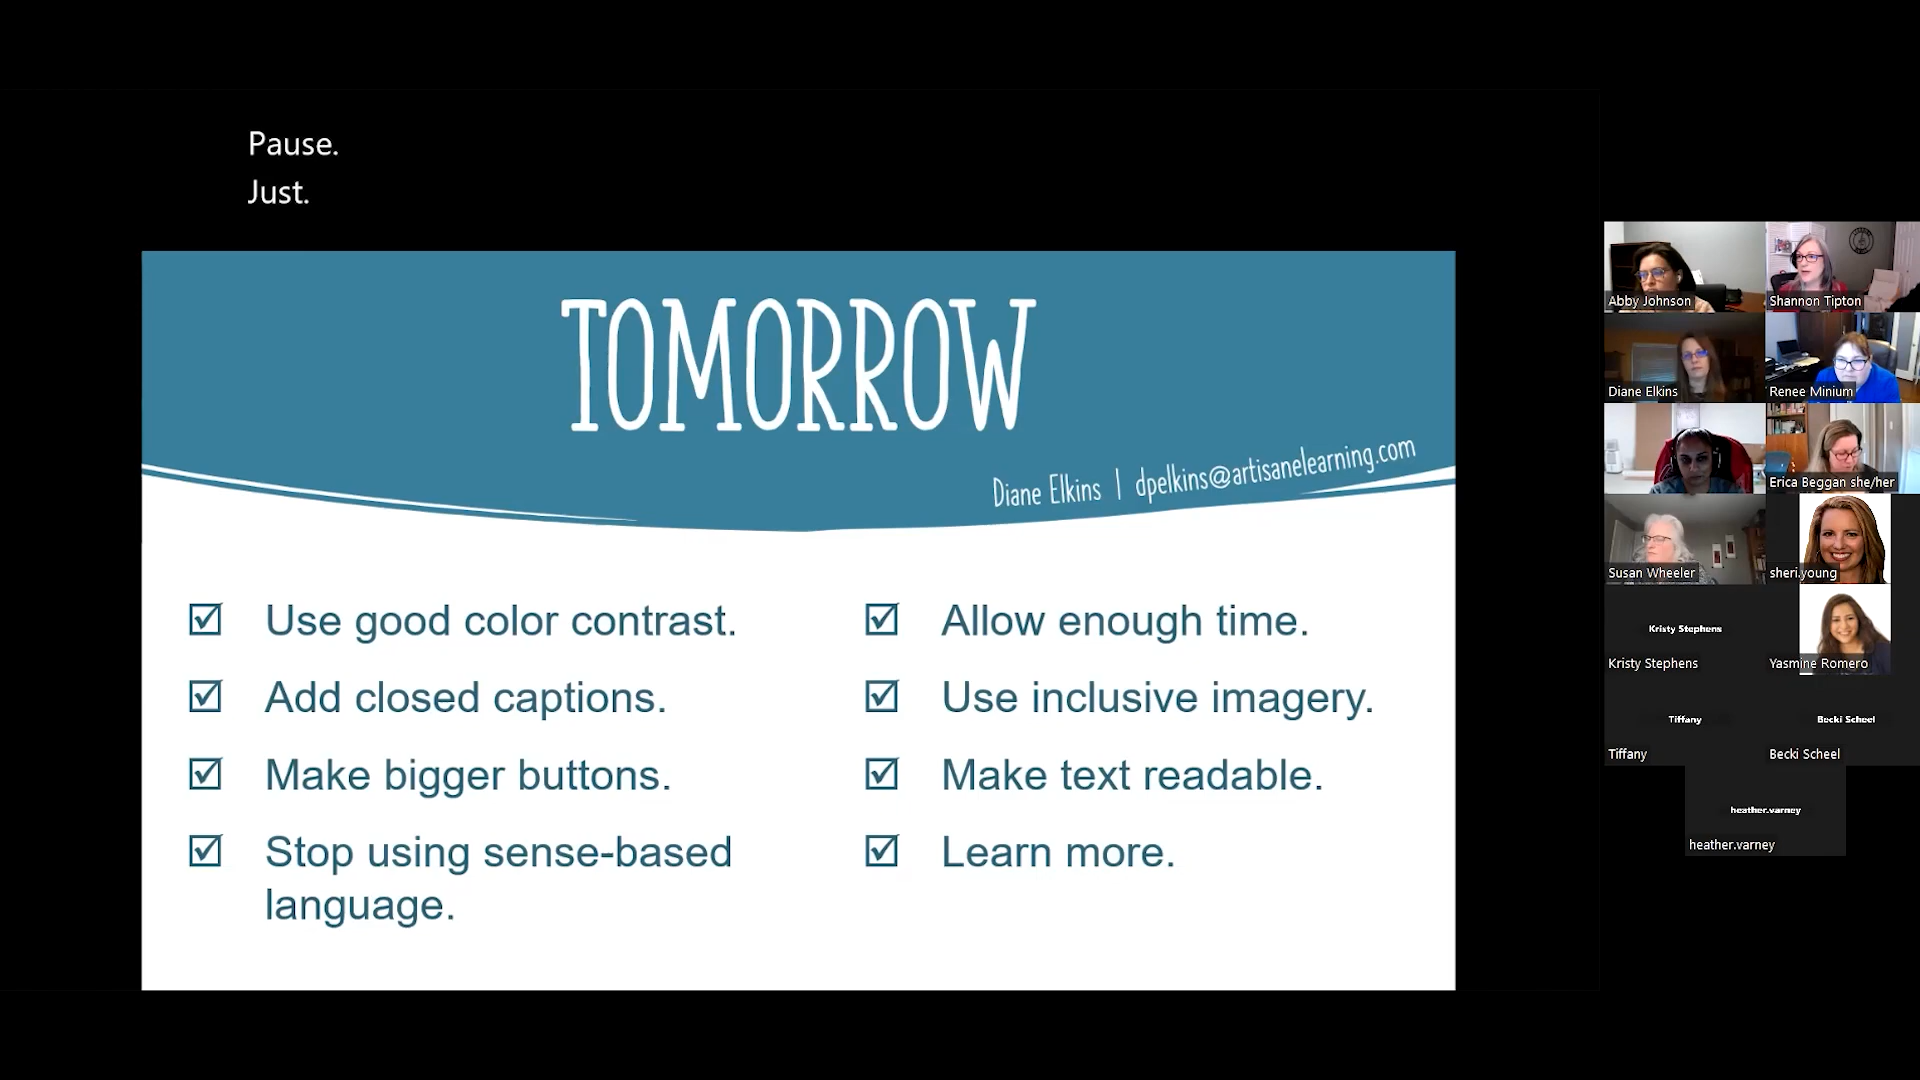 Pause.
Just.
TOMORROW
Diane Elkins | dpelkins@artisanelearning.com
Use good color contrast.
Add closed captions.
Make bigger buttons.
Stop using sense-based
language.
Allow enough time.
Use inclusive imagery.
Make text readable.
Learn more.
Abby Johnson
Shannon Tipton
Diane Elkins
Renee Minium
Erica Beggan she/her
Susan Wheeler
sheri.young
Kristy Stephens
Kristy Stephens
Yasmine Romero
Tiffany
Tiffany
Becki Scheel
Becki Scheel
heather.varney
heather.varney